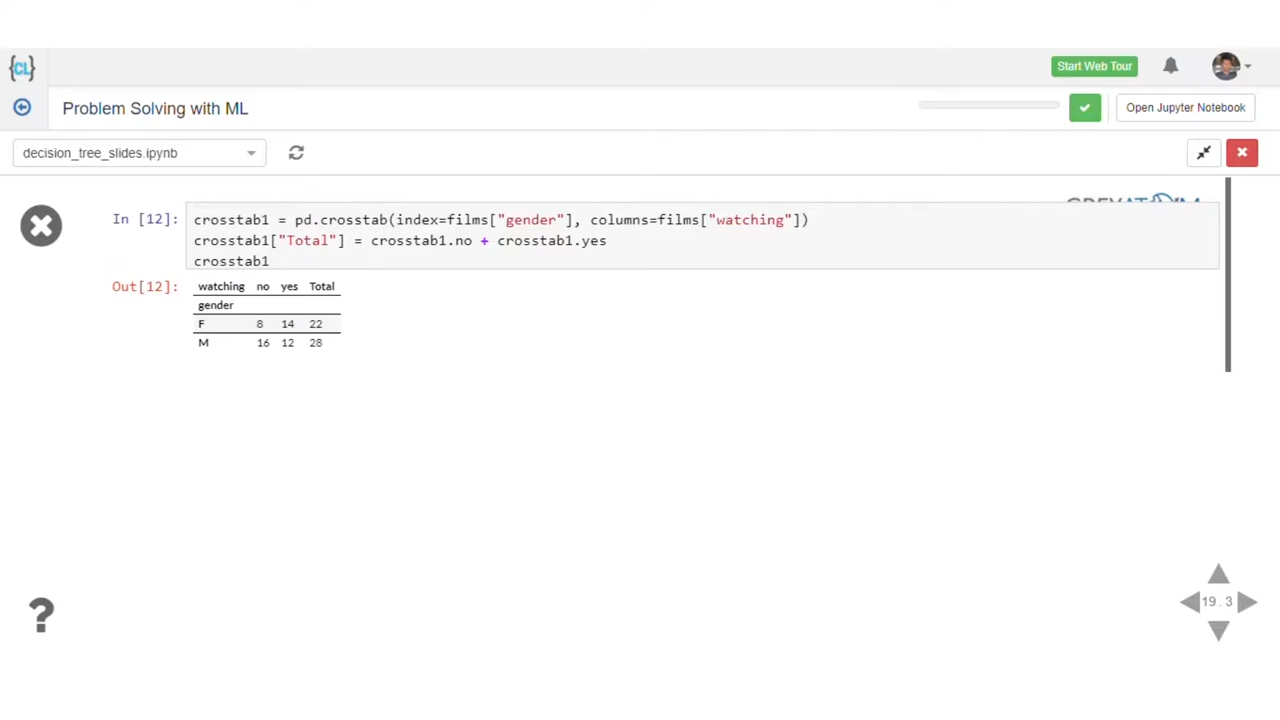 {CL}
Start Web Tour
Problem Solving with ML
Open Jupyter Notebook
decision_tree_slides.ipynb
In [12]: crosstab1 = pd.crosstab(index=films["gender"], columns=films["watching"])
crosstab1["Total"] = crosstab1.no + crosstab1.yes
crosstab1
Out[12]: watching no yes Total
gender
F 8 14 22
M 16 12 28
?
19.3